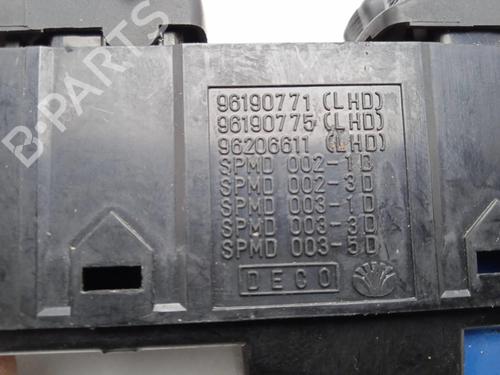 B-PARTS
96190771 (LHD)
96190775 (LHD)
96206611 (LHD)
SPMD 002-1D
SPMD 002-3D
SPMD 003-1D
SPMD 003-3D
SPMD 003-5D
DECO